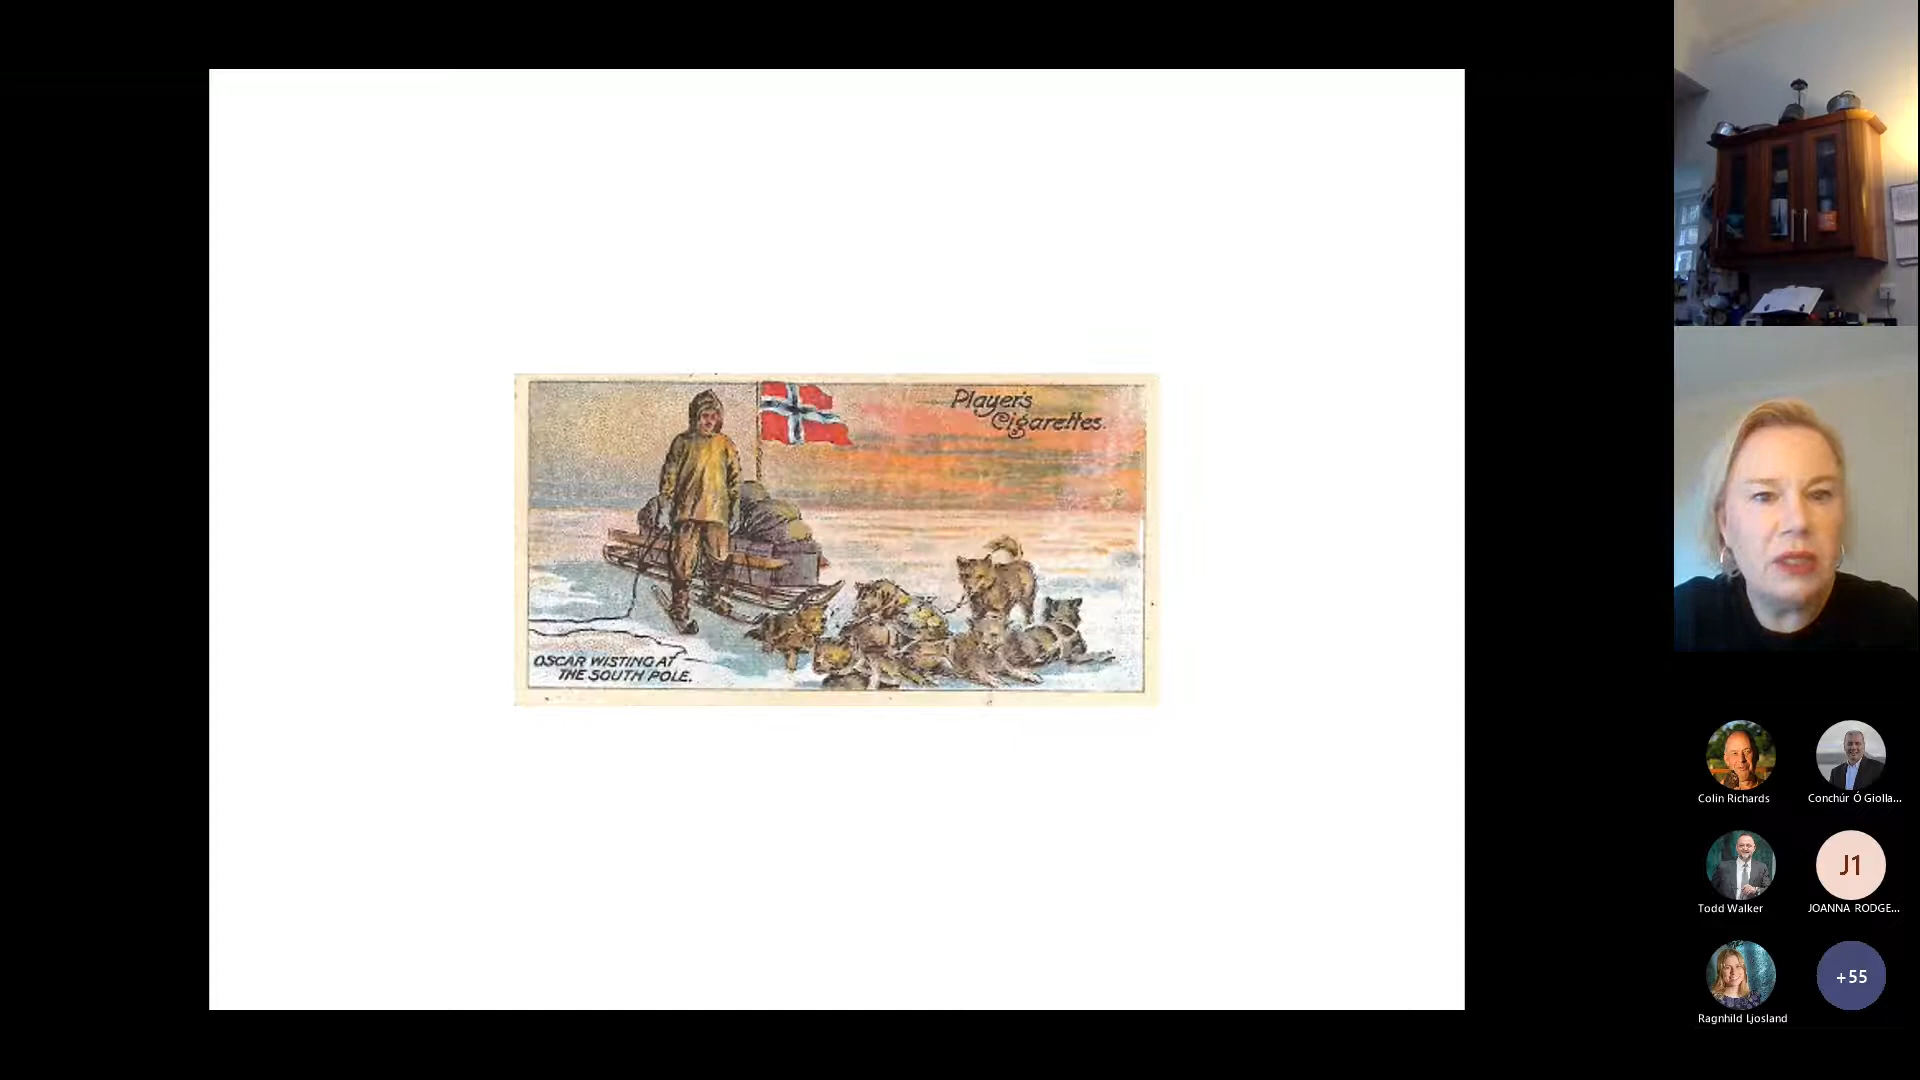 Player's
Cigarettes.
OSCAR WISTING AT
THE SOUTH POLE.
Colin Richards
Conchúr Ó Giolla...
Todd Walker
J1
JOANNA RODGE...
Ragnhild Ljosland
+55